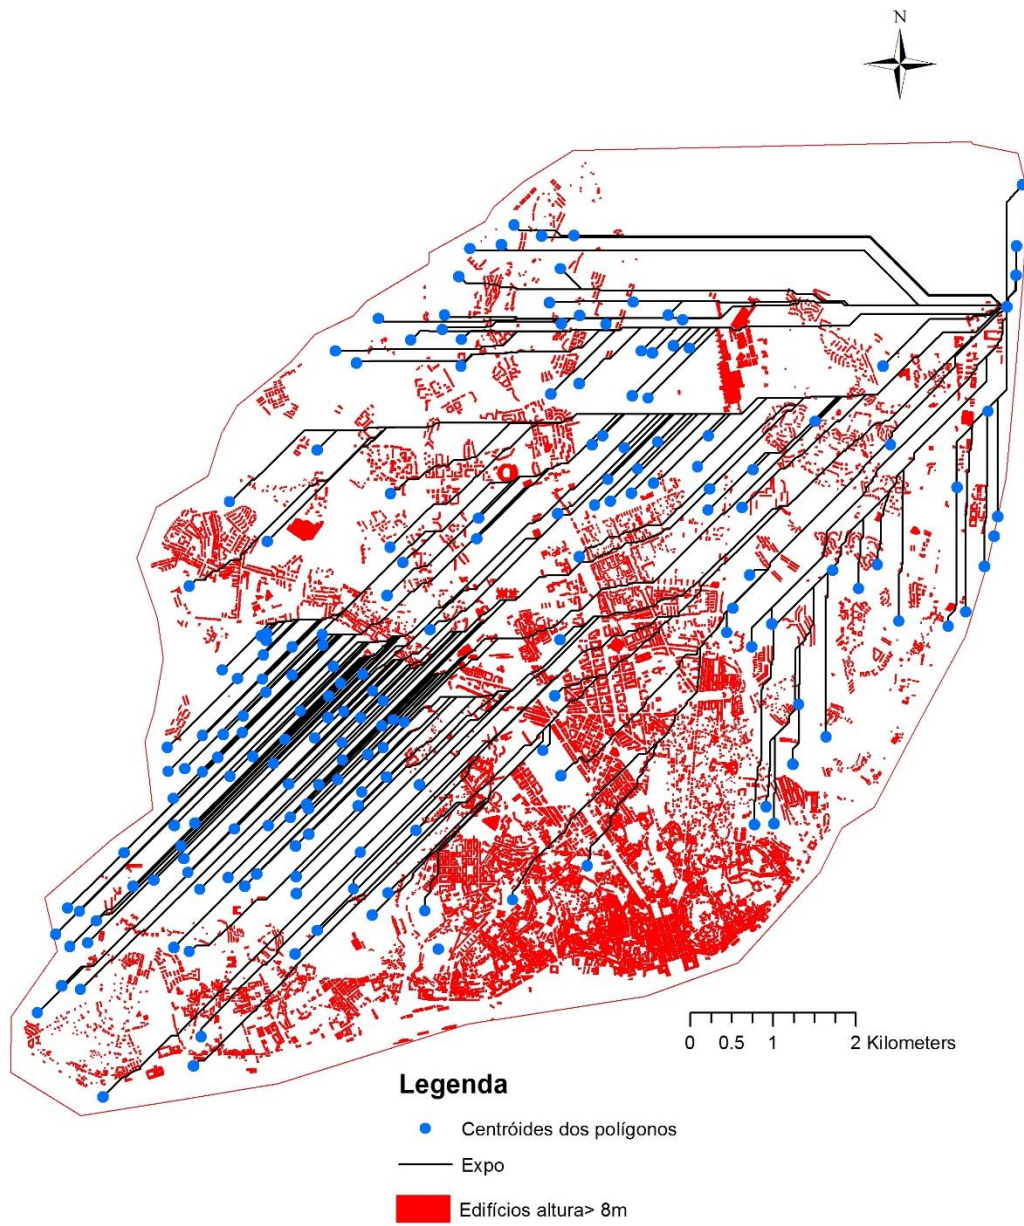 N
0 0.5 1 2 Kilometers
Legenda
Centróides dos polígonos
Expo
Edifícios altura> 8m